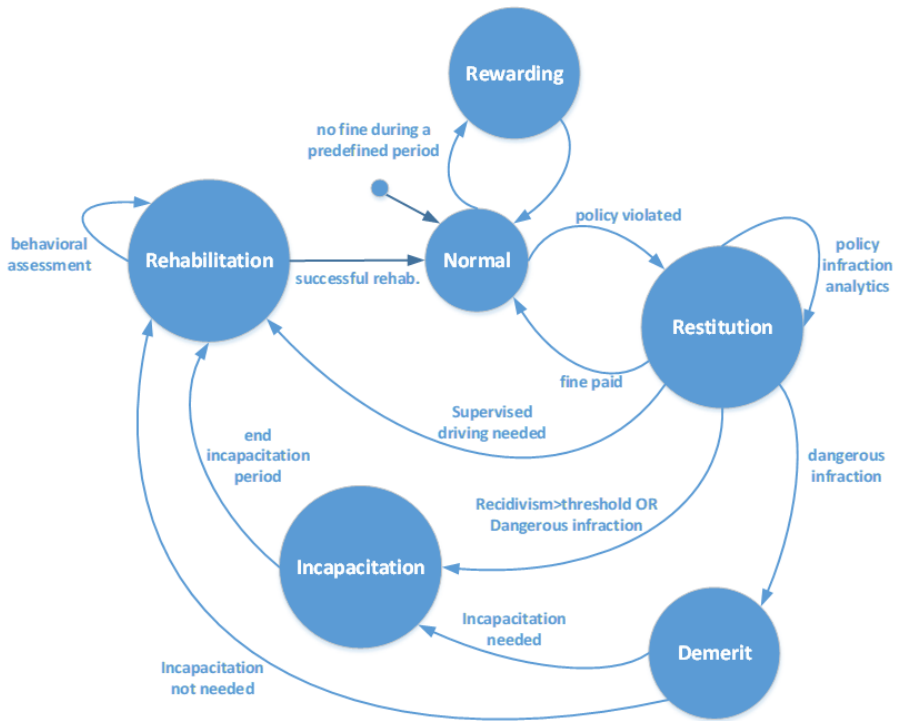 Rewarding
no fine during a
predefined period
policy violated
behavioral
assessment
Rehabilitation
successful rehab.
Normal
policy
infraction
analytics
Restitution
fine paid
Supervised
driving needed
end
incapacitation
period
dangerous
infraction
Recidivism>threshold OR
Dangerous infraction
Incapacitation
Incapacitation
needed
Demerit
Incapacitation
not needed